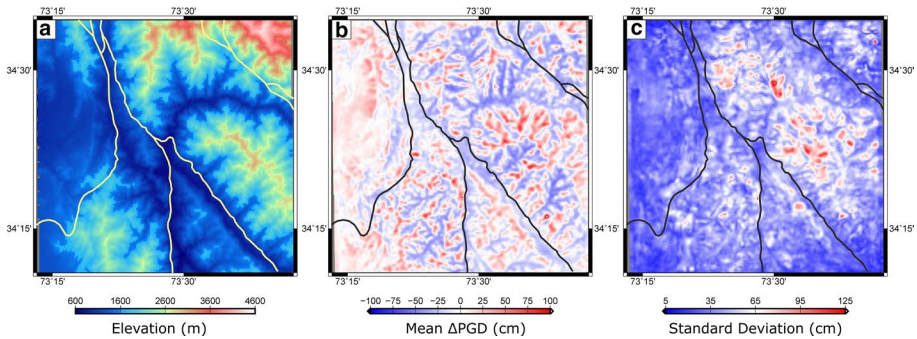 73°15' 73°30' 73°15' 73°30' 73°15' 73°30'
a b c
34°30' 34°30' 34°30'
34°15' 34°15' 34°15'
73°15' 73°30' 73°15' 73°30' 73°15' 73°30'
600 1600 2600 3600 4600 −100 −75 −50 −25 0 25 50 75 100 5 35 65 95 125
Elevation (m) Mean ΔPGD (cm) Standard Deviation (cm)